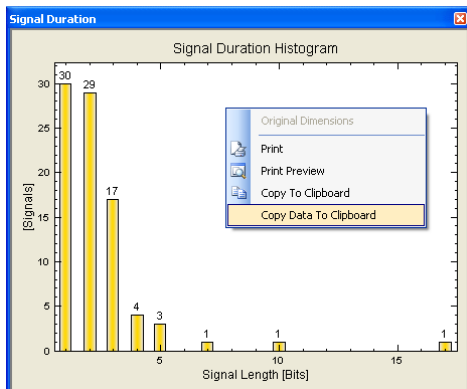 Signal Duration
Signal Duration Histogram
30
25
20
15
10
5
0
[Signals]
30
29
17
4
3
1
1
1
5
10
15
Signal Length [Bits]
Original Dimensions
Print
Print Preview
Copy To Clipboard
Copy Data To Clipboard